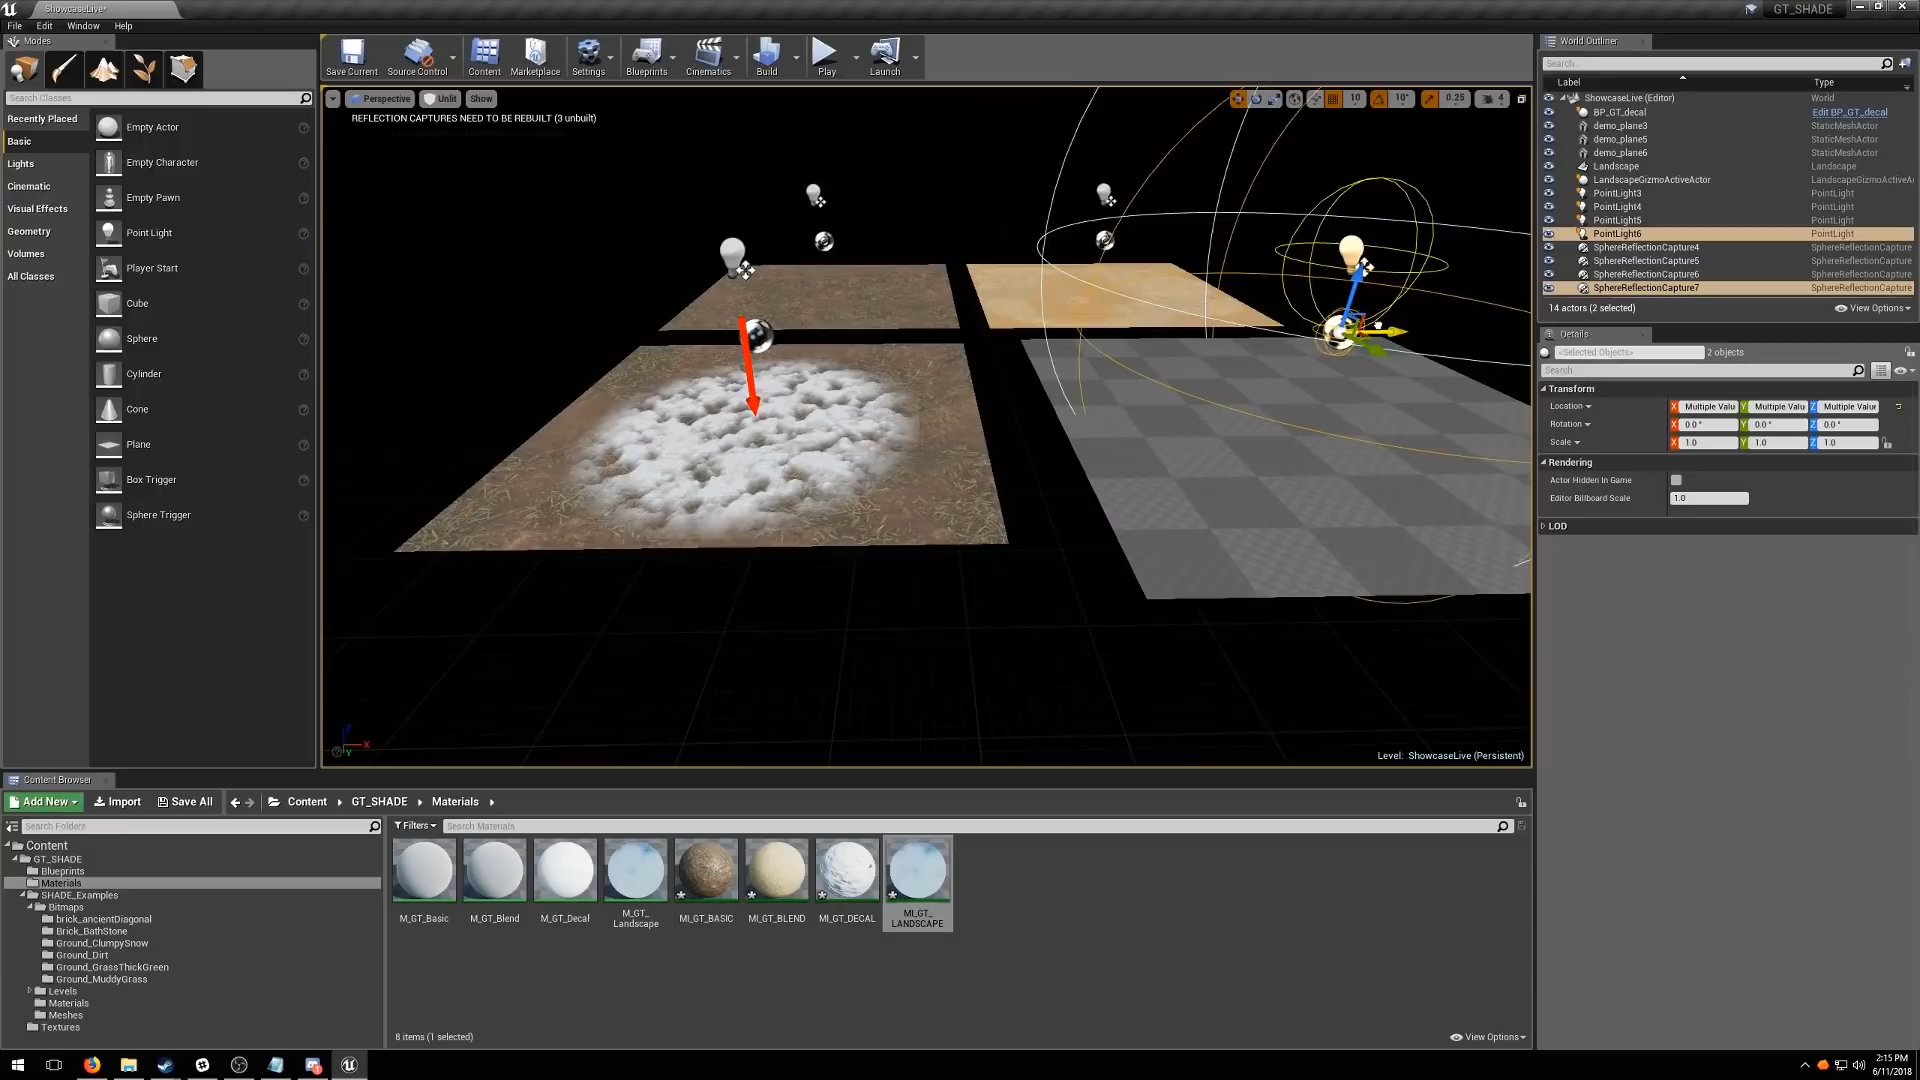 ShowcaseLive*
GT_SHADE
File Edit Window Help
Modes
Search Classes
Recently Placed
Basic
Lights
Cinematic
Visual Effects
Geometry
Volumes
All Classes
Empty Actor
Empty Character
Empty Pawn
Point Light
Player Start
Cube
Sphere
Cylinder
Cone
Plane
Box Trigger
Sphere Trigger
Save Current Source Control Content Marketplace Settings Blueprints Cinematics Build Play Launch
Perspective Unlit Show
10 10° 0.25 4
REFLECTION CAPTURES NEED TO BE REBUILT (3 unbuilt)
Z X Y
Level: ShowcaseLive (Persistent)
World Outliner
Search...
Label Type
ShowcaseLive (Editor) World
BP_GT_decal Edit BP_GT_decal
demo_plane3 StaticMeshActor
demo_plane5 StaticMeshActor
demo_plane6 StaticMeshActor
Landscape Landscape
LandscapeGizmoActiveActor LandscapeGizmoActiveA
PointLight3 PointLight
PointLight4 PointLight
PointLight5 PointLight
PointLight6 PointLight
SphereReflectionCapture4 SphereReflectionCapture
SphereReflectionCapture5 SphereReflectionCapture
SphereReflectionCapture6 SphereReflectionCapture
SphereReflectionCapture7 SphereReflectionCapture
14 actors (2 selected) View Options
Details
<Selected Objects> 2 objects
Search
Transform
Location X Multiple Valu Y Multiple Valu Z Multiple Value
Rotation X 0.0 ° Y 0.0 ° Z 0.0 °
Scale X 1.0 Y 1.0 Z 1.0
Rendering
Actor Hidden In Game
Editor Billboard Scale 1.0
LOD
Content Browser
Add New Import Save All Content GT_SHADE Materials
Search Folders
Filters Search Materials
Content
GT_SHADE
Blueprints
Materials
SHADE_Examples
Bitmaps
brick_ancientDiagonal
Brick_BathStone
Ground_ClumpySnow
Ground_Dirt
Ground_GrassThickGreen
Ground_MuddyGrass
Levels
Materials
Meshes
Textures
M_GT_Basic
M_GT_Blend
M_GT_Decal
M_GT_
Landscape
MI_GT_BASIC
MI_GT_BLEND
MI_GT_DECAL
MI_GT_
LANDSCAPE
8 items (1 selected) View Options
2:15 PM
6/11/2018